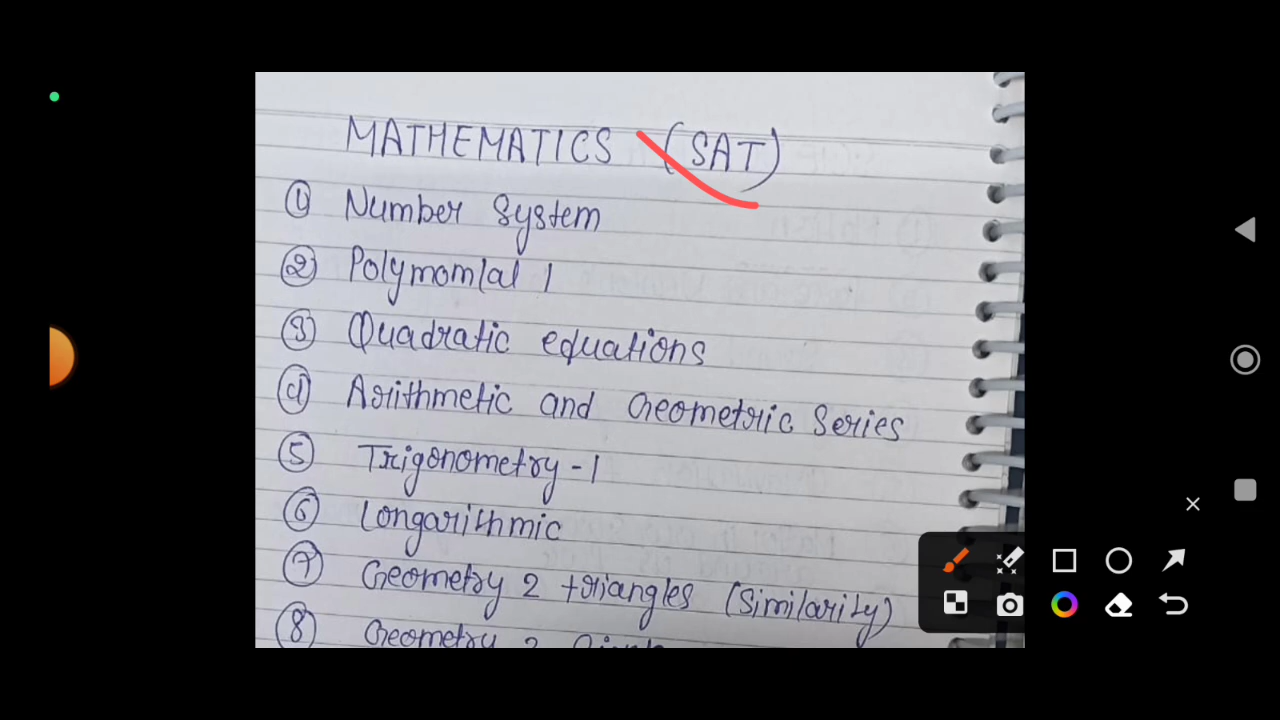 MATHEMATICS (SAT)
① Number System
② Polymomial 1
③ Quadratic equations
④ Arithmetic and Geometric Series
⑤ Trigonometry - 1
⑥ Longarithmic
⑦ Geometry 2 triangles (Similarity)
⑧ Geometry